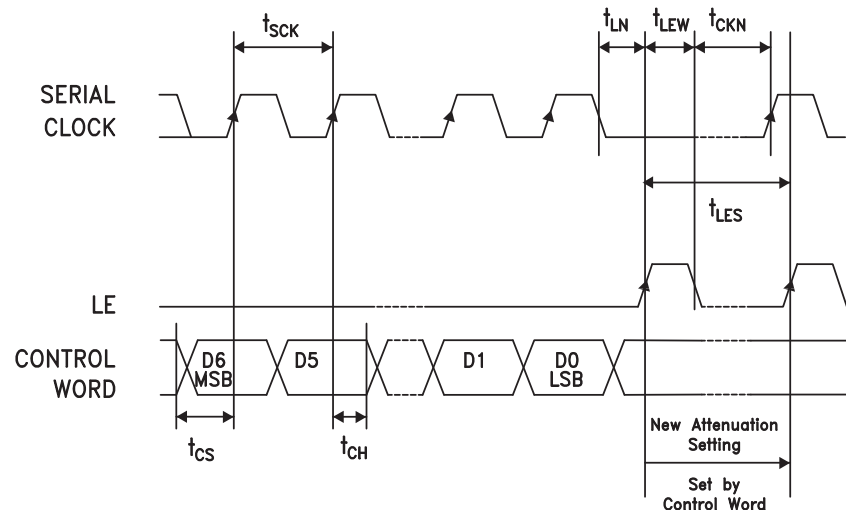 tSCK
tLN
tLEW
tCKN
SERIAL
CLOCK
tLES
LE
CONTROL
WORD
D6
MSB
D5
D1
D0
LSB
tCS
tCH
New Attenuation
Setting
Set by
Control Word